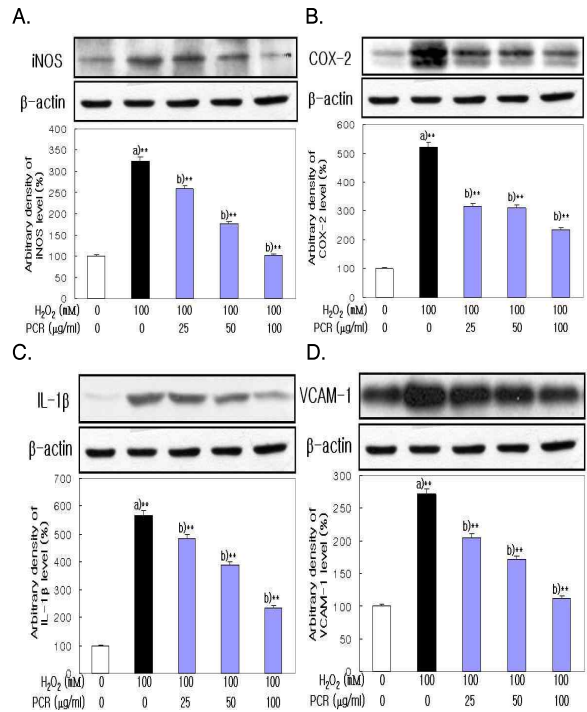 A.
iNOS
β-actin
Arbitrary density of
iNOS level (%)
400
350
300
250
200
150
100
50
0
a)**
b)**
b)**
b)**
H₂O₂ (mM) 0 100 100 100 100
PCR (μg/ml) 0 0 25 50 100
B.
COX-2
β-actin
Arbitrary density of
COX-2 level (%)
600
500
400
300
200
100
0
a)**
b)**
b)**
b)**
H₂O₂ (mM) 0 100 100 100 100
PCR (μg/ml) 0 0 25 50 100
C.
IL-1β
β-actin
Arbitrary density of
IL-1β level (%)
700
600
500
400
300
200
100
0
a)**
b)**
b)**
b)**
H₂O₂ (mM) 0 100 100 100 100
PCR (μg/ml) 0 0 25 50 100
D.
VCAM-1
β-actin
Arbitrary density of
VCAM-1 level (%)
300
250
200
150
100
50
0
a)**
b)**
b)**
b)**
H₂O₂ (mM) 0 100 100 100 100
PCR (μg/ml) 0 0 25 50 100